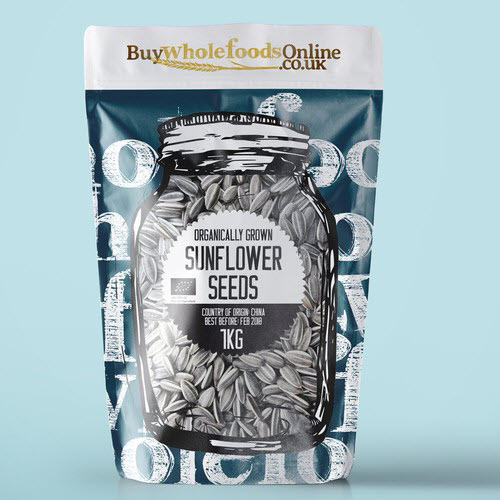 BuywholefoodsOnline
.co.uk
ORGANICALLY GROWN
SUNFLOWER
SEEDS
COUNTRY OF ORIGIN: CHINA
BEST BEFORE: FEB 2018
1KG